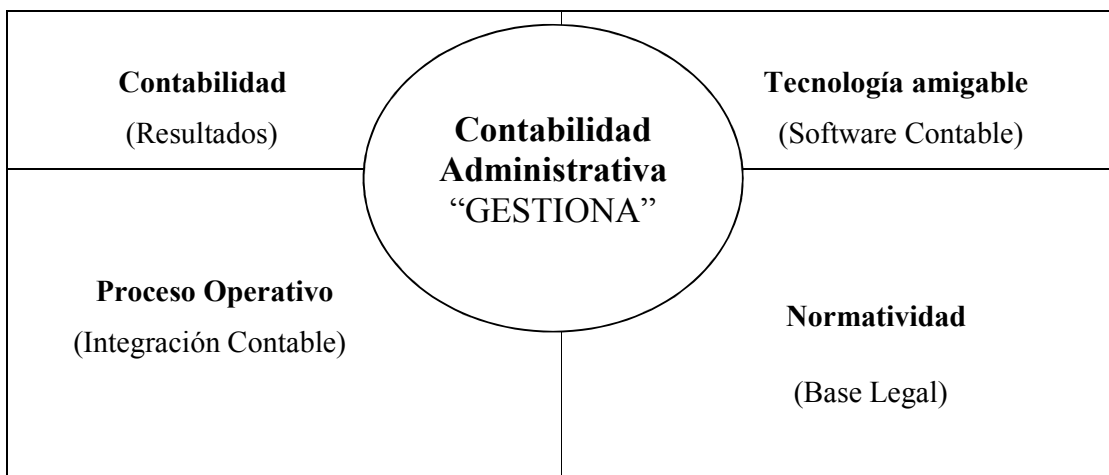 Contabilidad
(Resultados)
Contabilidad
Administrativa
“GESTIONA”
Tecnología amigable
(Software Contable)
Proceso Operativo
(Integración Contable)
Normatividad
(Base Legal)